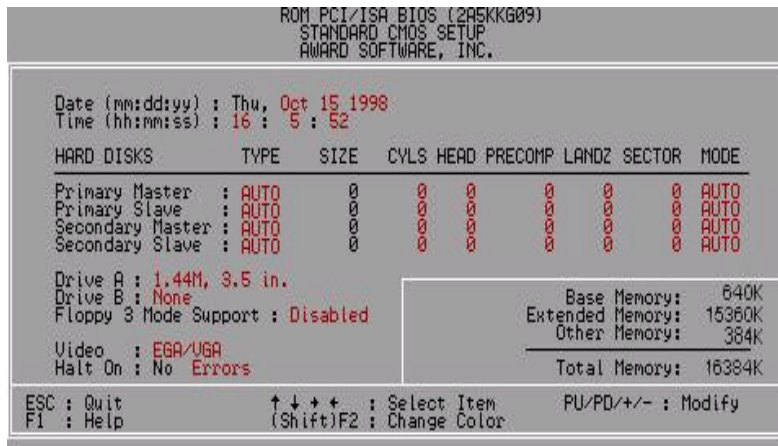 ROM PCI/ISA BIOS (2A5KKG09)
STANDARD CMOS SETUP
AWARD SOFTWARE, INC.
Date (mm:dd:yy) : Thu, Oct 15 1998
Time (hh:mm:ss) : 16 : 5 : 52
HARD DISKS TYPE SIZE CYLS HEAD PRECOMP LANDZ SECTOR MODE
Primary Master : AUTO 0 0 0 0 0 0 AUTO
Primary Slave : AUTO 0 0 0 0 0 0 AUTO
Secondary Master : AUTO 0 0 0 0 0 0 AUTO
Secondary Slave : AUTO 0 0 0 0 0 0 AUTO
Drive A : 1.44M, 3.5 in.
Drive B : None
Floppy 3 Mode Support : Disabled
Video : EGA/VGA
Halt On : No Errors
Base Memory: 640K
Extended Memory: 15360K
Other Memory: 384K
Total Memory: 16384K
ESC : Quit ↑ ↓ → ← : Select Item PU/PD/+/- : Modify
F1 : Help (Shift)F2 : Change Color